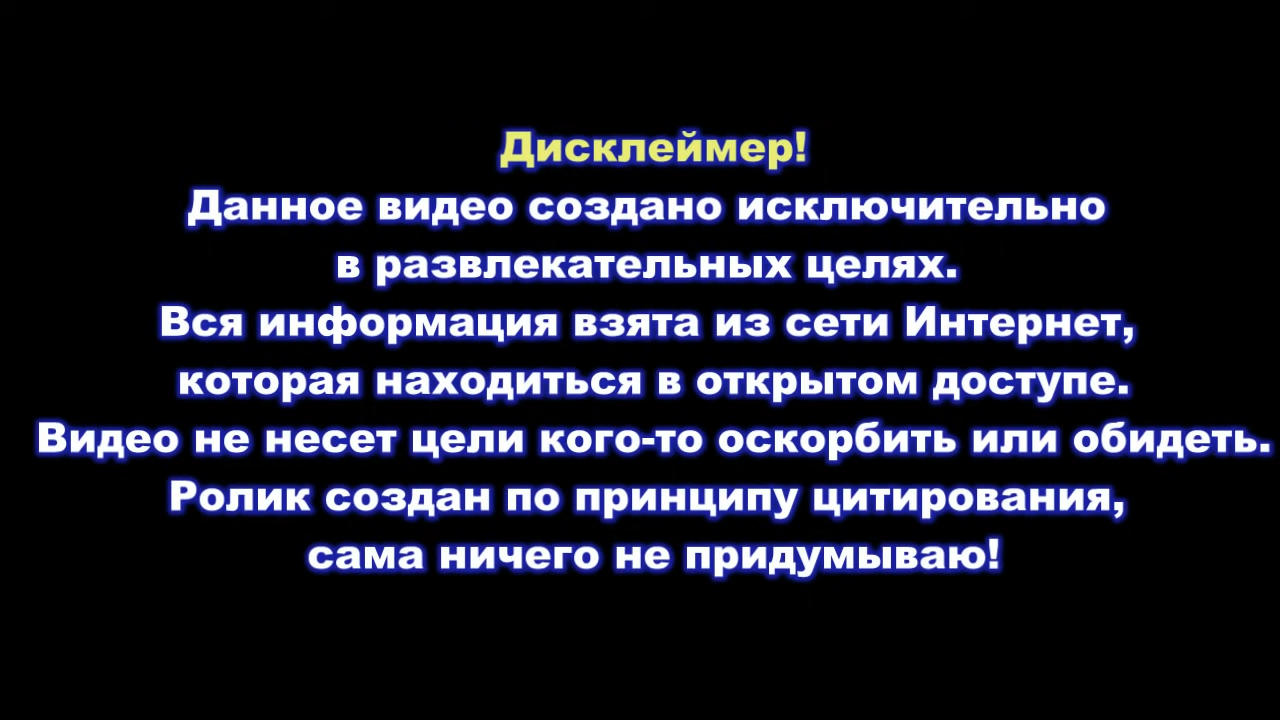 Дисклеймер!
Данное видео создано исключительно
в развлекательных целях.
Вся информация взята из сети Интернет,
которая находиться в открытом доступе.
Видео не несет цели кого-то оскорбить или обидеть.
Ролик создан по принципу цитирования,
сама ничего не придумываю!